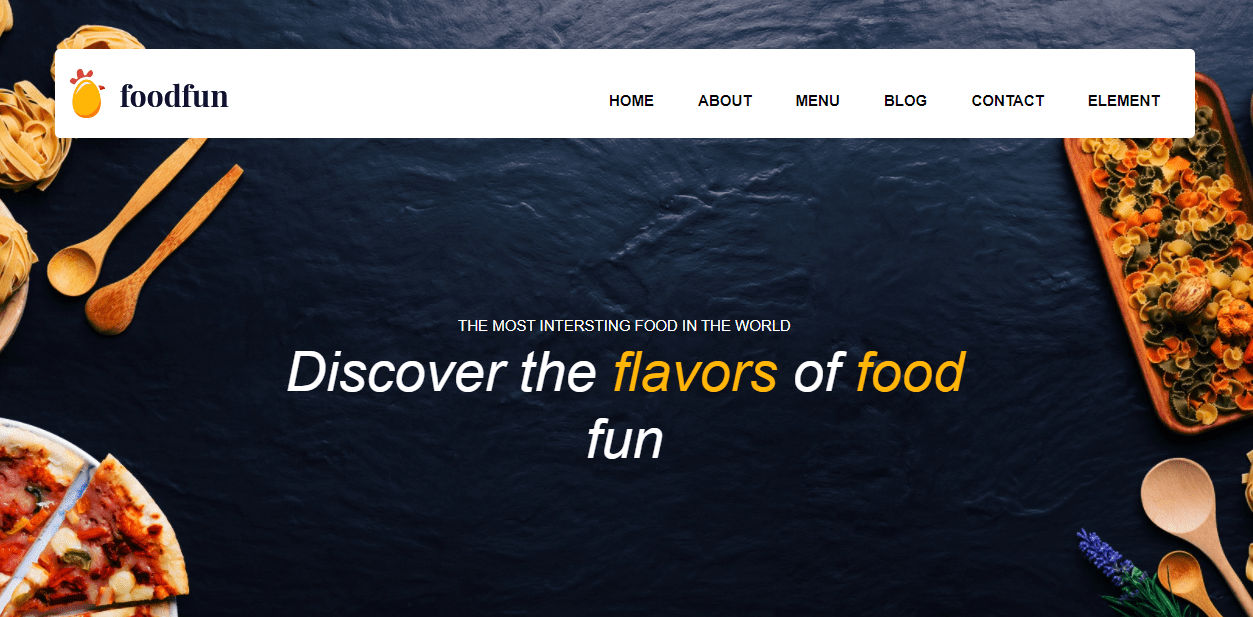 foodfun
HOME ABOUT MENU BLOG CONTACT ELEMENT
THE MOST INTERSTING FOOD IN THE WORLD
Discover the flavors of food
fun